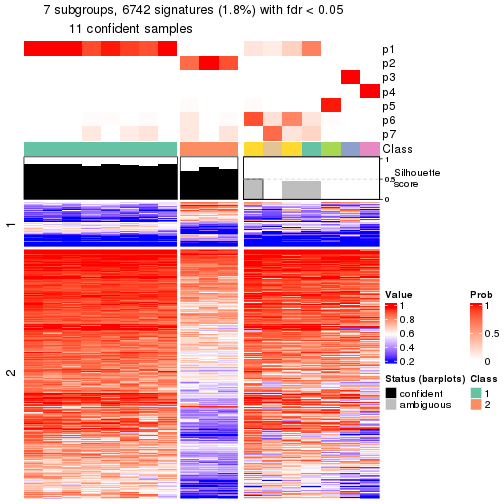 7 subgroups, 6742 signatures (1.8%) with fdr < 0.05
11 confident samples
p1
p2
p3
p4
p5
p6
p7
Class
1
0.5
0
Silhouette
score
1
2
Value
1
0.8
0.6
0.4
0.2
Prob
1
0.5
0
Status (barplots)
confident
ambiguous
Class
1
2